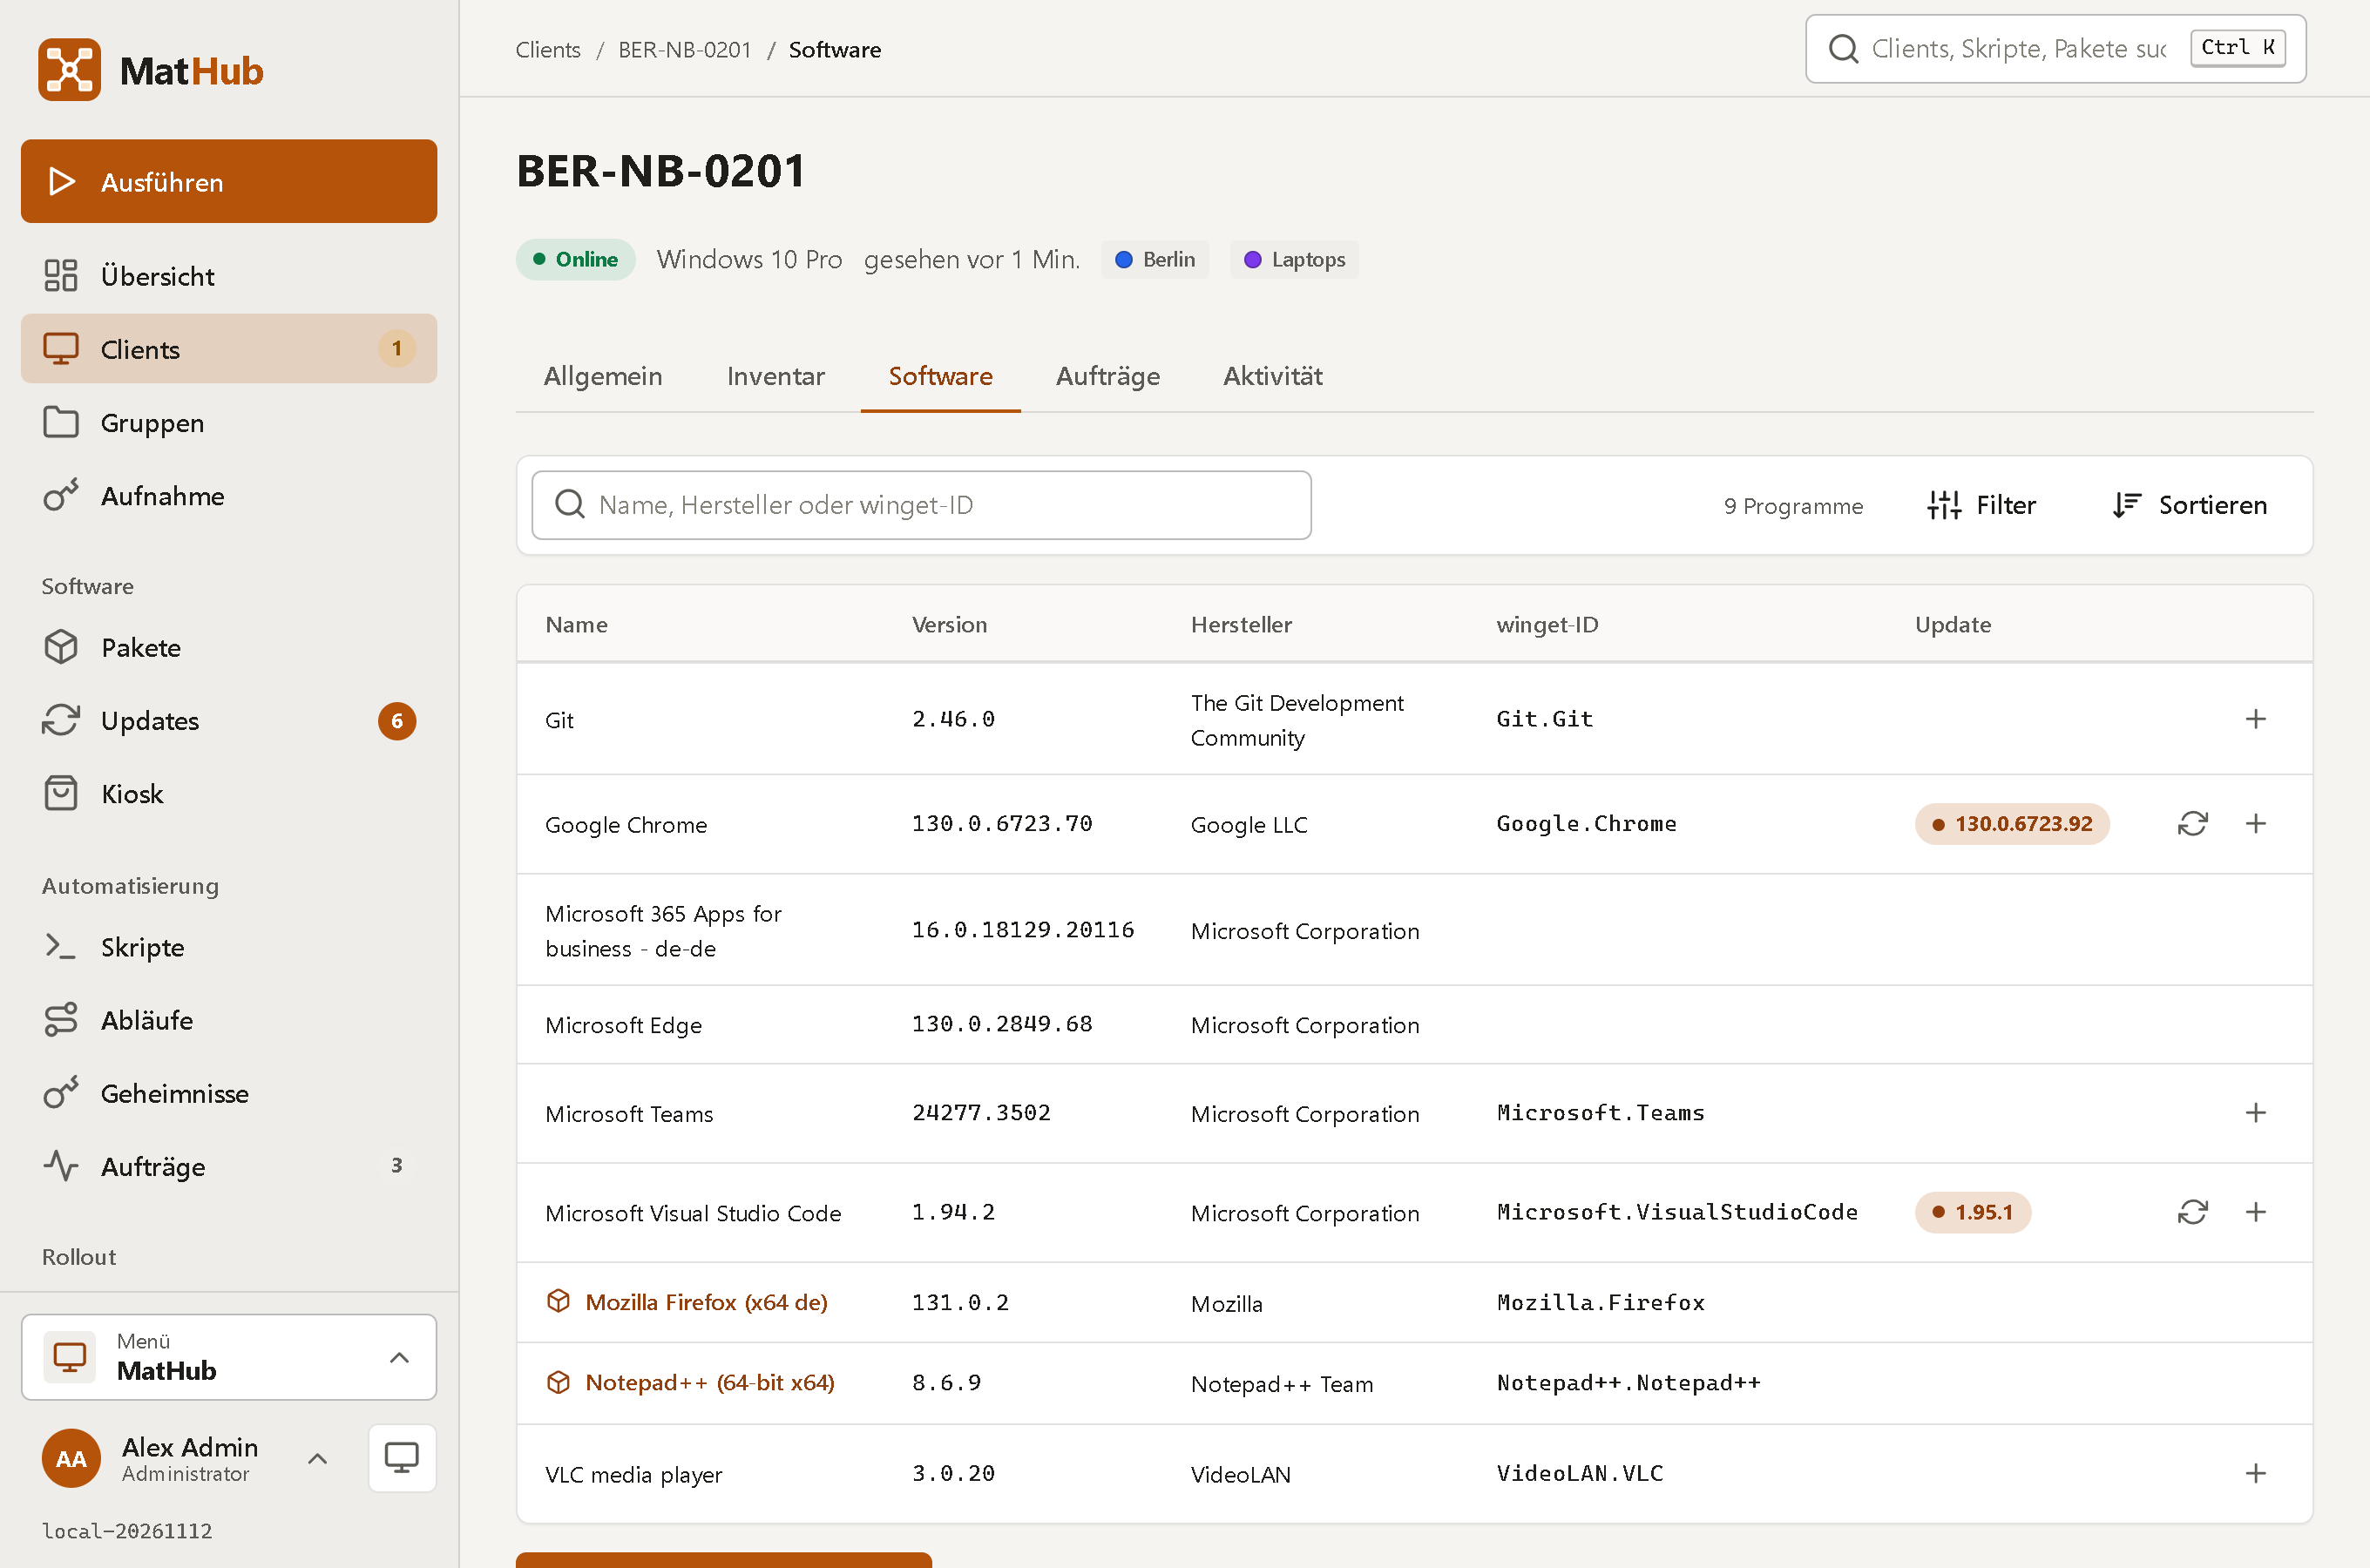 MatHub
Clients / BER-NB-0201 / Software
Clients, Skripte, Pakete suc
Ctrl K
Ausführen
Übersicht
Clients 1
Gruppen
Aufnahme
Software
Pakete
Updates 6
Kiosk
Automatisierung
Skripte
Abläufe
Geheimnisse
Aufträge 3
Rollout
Menü
MatHub
AA
Alex Admin
Administrator
local-20261112
BER-NB-0201
Online Windows 10 Pro gesehen vor 1 Min. Berlin Laptops
Allgemein Inventar Software Aufträge Aktivität
Name, Hersteller oder winget-ID
9 Programme Filter Sortieren
Name Version Hersteller winget-ID Update
Git 2.46.0 The Git Development Community Git.Git
Google Chrome 130.0.6723.70 Google LLC Google.Chrome 130.0.6723.92
Microsoft 365 Apps for business - de-de 16.0.18129.20116 Microsoft Corporation
Microsoft Edge 130.0.2849.68 Microsoft Corporation
Microsoft Teams 24277.3502 Microsoft Corporation Microsoft.Teams
Microsoft Visual Studio Code 1.94.2 Microsoft Corporation Microsoft.VisualStudioCode 1.95.1
Mozilla Firefox (x64 de) 131.0.2 Mozilla Mozilla.Firefox
Notepad++ (64-bit x64) 8.6.9 Notepad++ Team Notepad++.Notepad++
VLC media player 3.0.20 VideoLAN VideoLAN.VLC